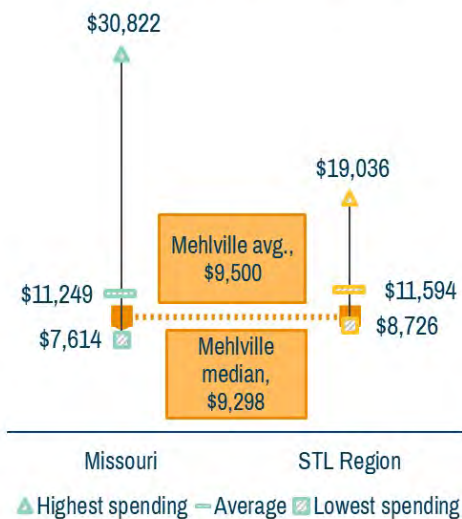 $30,822
$19,036
Mehlville avg.,
$9,500
$11,249
$11,594
$7,614
$8,726
Mehlville
median,
$9,298
Missouri
STL Region
Highest spending
Average
Lowest spending